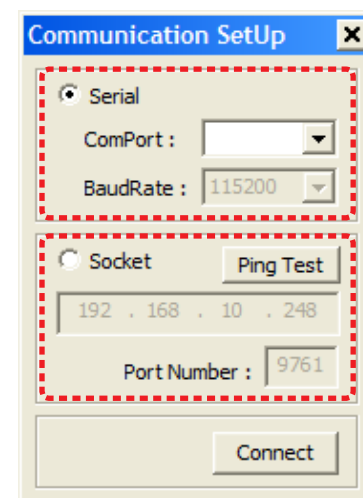 Communication SetUp
Serial
ComPort :
BaudRate : 115200
Socket Ping Test
192 . 168 . 10 . 248
Port Number : 9761
Connect